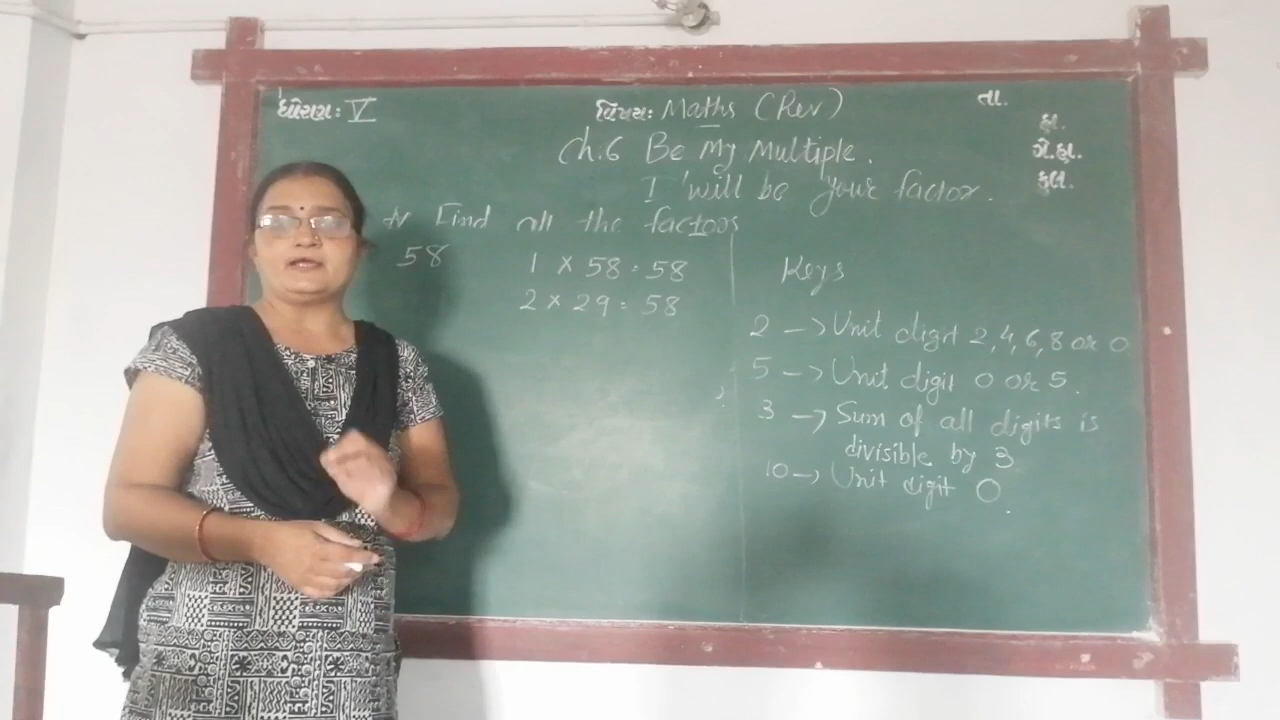 ધોરણ: V
વિષય: Maths (Rev)
તા.
હા.
ગે.હા.
કુલ.
Ch.6 Be My Multiple.
I'will be your factor.
Find all the factors
58
1 x 58 = 58
2 x 29 = 58
Keys
2 -> Unit digit 2, 4, 6, 8 or 0
5 -> Unit digit 0 or 5.
3 -> Sum of all digits is
divisible by 3
10 -> Unit digit 0.